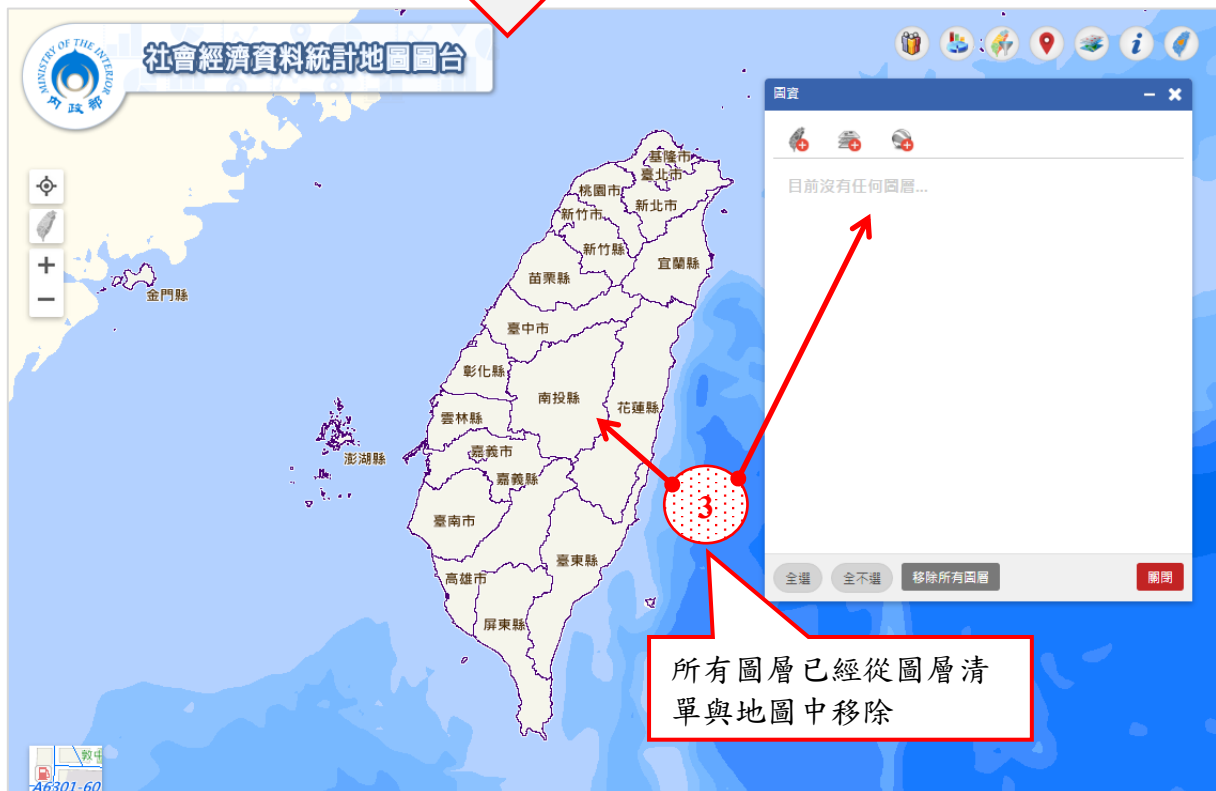 MINISTRY OF THE INTERIOR
內政部
社會經濟資料統計地圖圖台
圖資
目前沒有任何圖層...
基隆市
臺北市
桃園市
新北市
新竹市
新竹縣
宜蘭縣
苗栗縣
金門縣
臺中市
彰化縣
南投縣
花蓮縣
雲林縣
嘉義市
澎湖縣
嘉義縣
臺南市
3
臺東縣
高雄市
屏東縣
全選
全不選
移除所有圖層
關閉
所有圖層已經從圖層清
單與地圖中移除
敦中
A6301-60